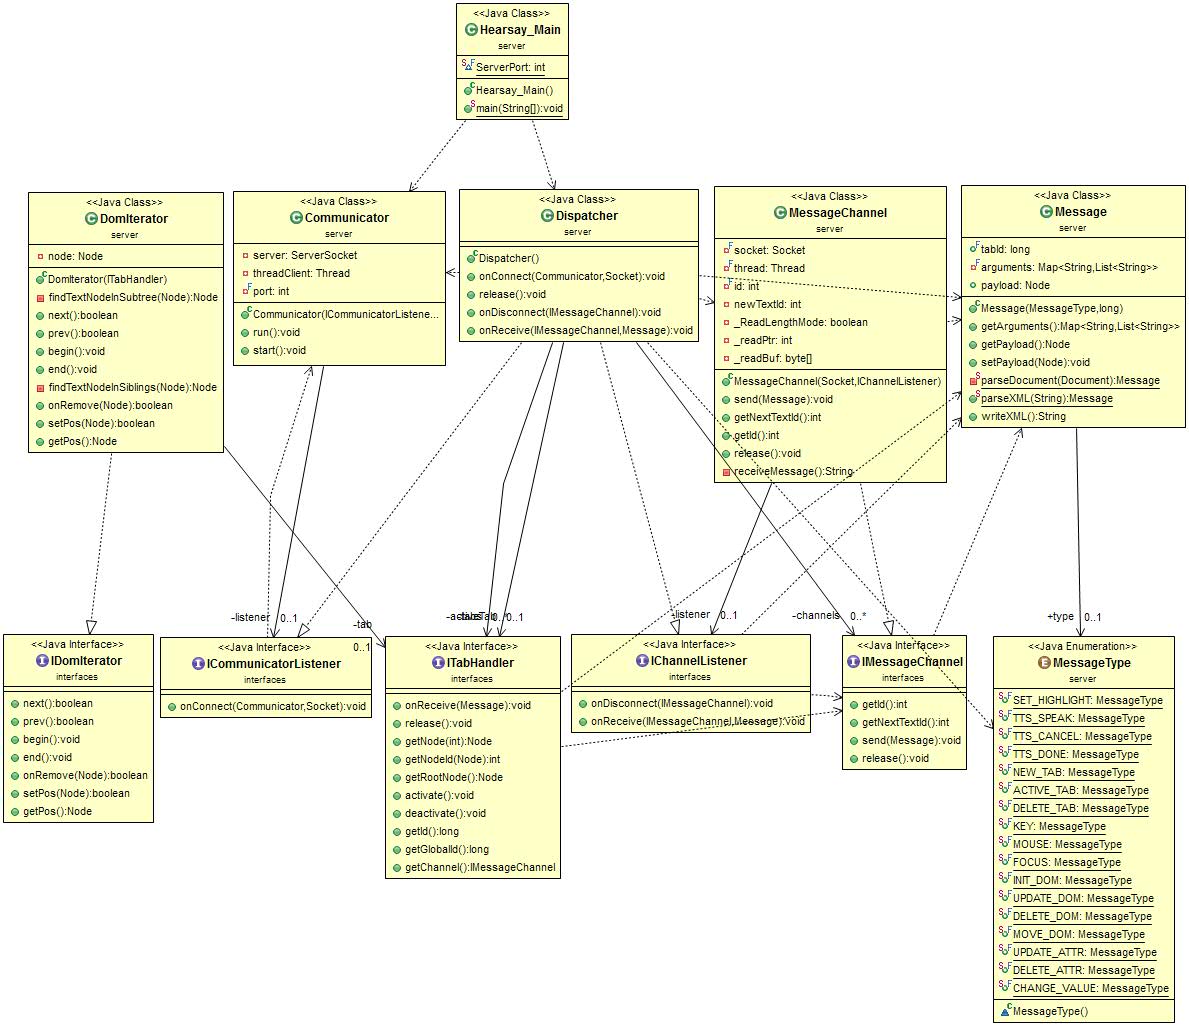 <<Java Class>>
Hearsay_Main
server
ServerPort: int
Hearsay_Main()
main(String[]):void
<<Java Class>>
DomIterator
server
node: Node
DomIterator(ITabHandler)
findTextNodeInSubtree(Node):Node
next():boolean
prev():boolean
begin():void
end():void
findTextNodeInSiblings(Node):Node
onRemove(Node):boolean
setPos(Node):boolean
getPos():Node
<<Java Class>>
Communicator
server
server: ServerSocket
threadClient: Thread
port: int
Communicator(ICommunicatorListene...
run():void
start():void
<<Java Class>>
Dispatcher
server
Dispatcher()
onConnect(Communicator,Socket):void
release():void
onDisconnect(IMessageChannel):void
onReceive(IMessageChannel,Message):void
<<Java Class>>
MessageChannel
server
socket: Socket
thread: Thread
id: int
newTextId: int
_ReadLengthMode: boolean
_readPtr: int
_readBuf: byte[]
MessageChannel(Socket,IChannelListener)
send(Message):void
getNextTextId():int
getId():int
release():void
receiveMessage():String
<<Java Class>>
Message
server
tabId: long
arguments: Map<String,List<String>>
payload: Node
Message(MessageType,long)
getArguments():Map<String,List<String>>
getPayload():Node
setPayload(Node):void
parseDocument(Document):Message
parseXML(String):Message
writeXML():String
-listener 0..1
-tab
0..1
0..1
-listener 0..1
-channels 0..*
+type 0..1
<<Java Interface>>
IDomIterator
interfaces
next():boolean
prev():boolean
begin():void
end():void
onRemove(Node):boolean
setPos(Node):boolean
getPos():Node
<<Java Interface>>
ICommunicatorListener
interfaces
onConnect(Communicator,Socket):void
<<Java Interface>>
ITabHandler
interfaces
onReceive(Message):void
release():void
getNode(int):Node
getNodeId(Node):int
getRootNode():Node
activate():void
deactivate():void
getId():long
getGlobalId():long
getChannel():IMessageChannel
<<Java Interface>>
IChannelListener
interfaces
onDisconnect(IMessageChannel):void
onReceive(IMessageChannel,Message):void
<<Java Interface>>
IMessageChannel
interfaces
getId():int
getNextTextId():int
send(Message):void
release():void
<<Java Enumeration>>
MessageType
server
SET_HIGHLIGHT: MessageType
TTS_SPEAK: MessageType
TTS_CANCEL: MessageType
TTS_DONE: MessageType
NEW_TAB: MessageType
ACTIVE_TAB: MessageType
DELETE_TAB: MessageType
KEY: MessageType
MOUSE: MessageType
FOCUS: MessageType
INIT_DOM: MessageType
UPDATE_DOM: MessageType
DELETE_DOM: MessageType
MOVE_DOM: MessageType
UPDATE_ATTR: MessageType
DELETE_ATTR: MessageType
CHANGE_VALUE: MessageType
MessageType()